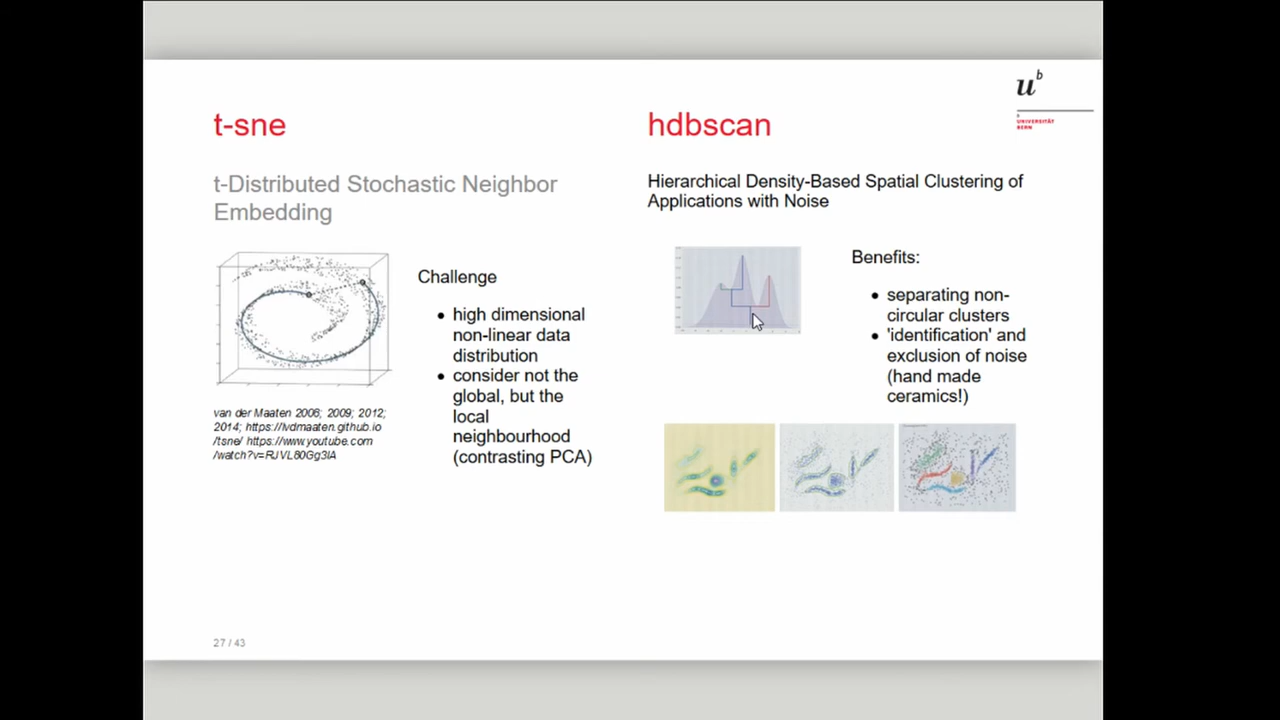 u
b
b
UNIVERSITÄT
BERN
t-sne
t-Distributed Stochastic Neighbor
Embedding
Challenge
• high dimensional
non-linear data
distribution
• consider not the
global, but the
local
neighbourhood
(contrasting PCA)
van der Maaten 2006; 2009; 2012;
2014; https://lvdmaaten.github.io
/tsne/ https://www.youtube.com
/watch?v=RJVL80Gg3lA
hdbscan
Hierarchical Density-Based Spatial Clustering of
Applications with Noise
Benefits:
• separating non-
circular clusters
• 'identification' and
exclusion of noise
(hand made
ceramics!)
27 / 43